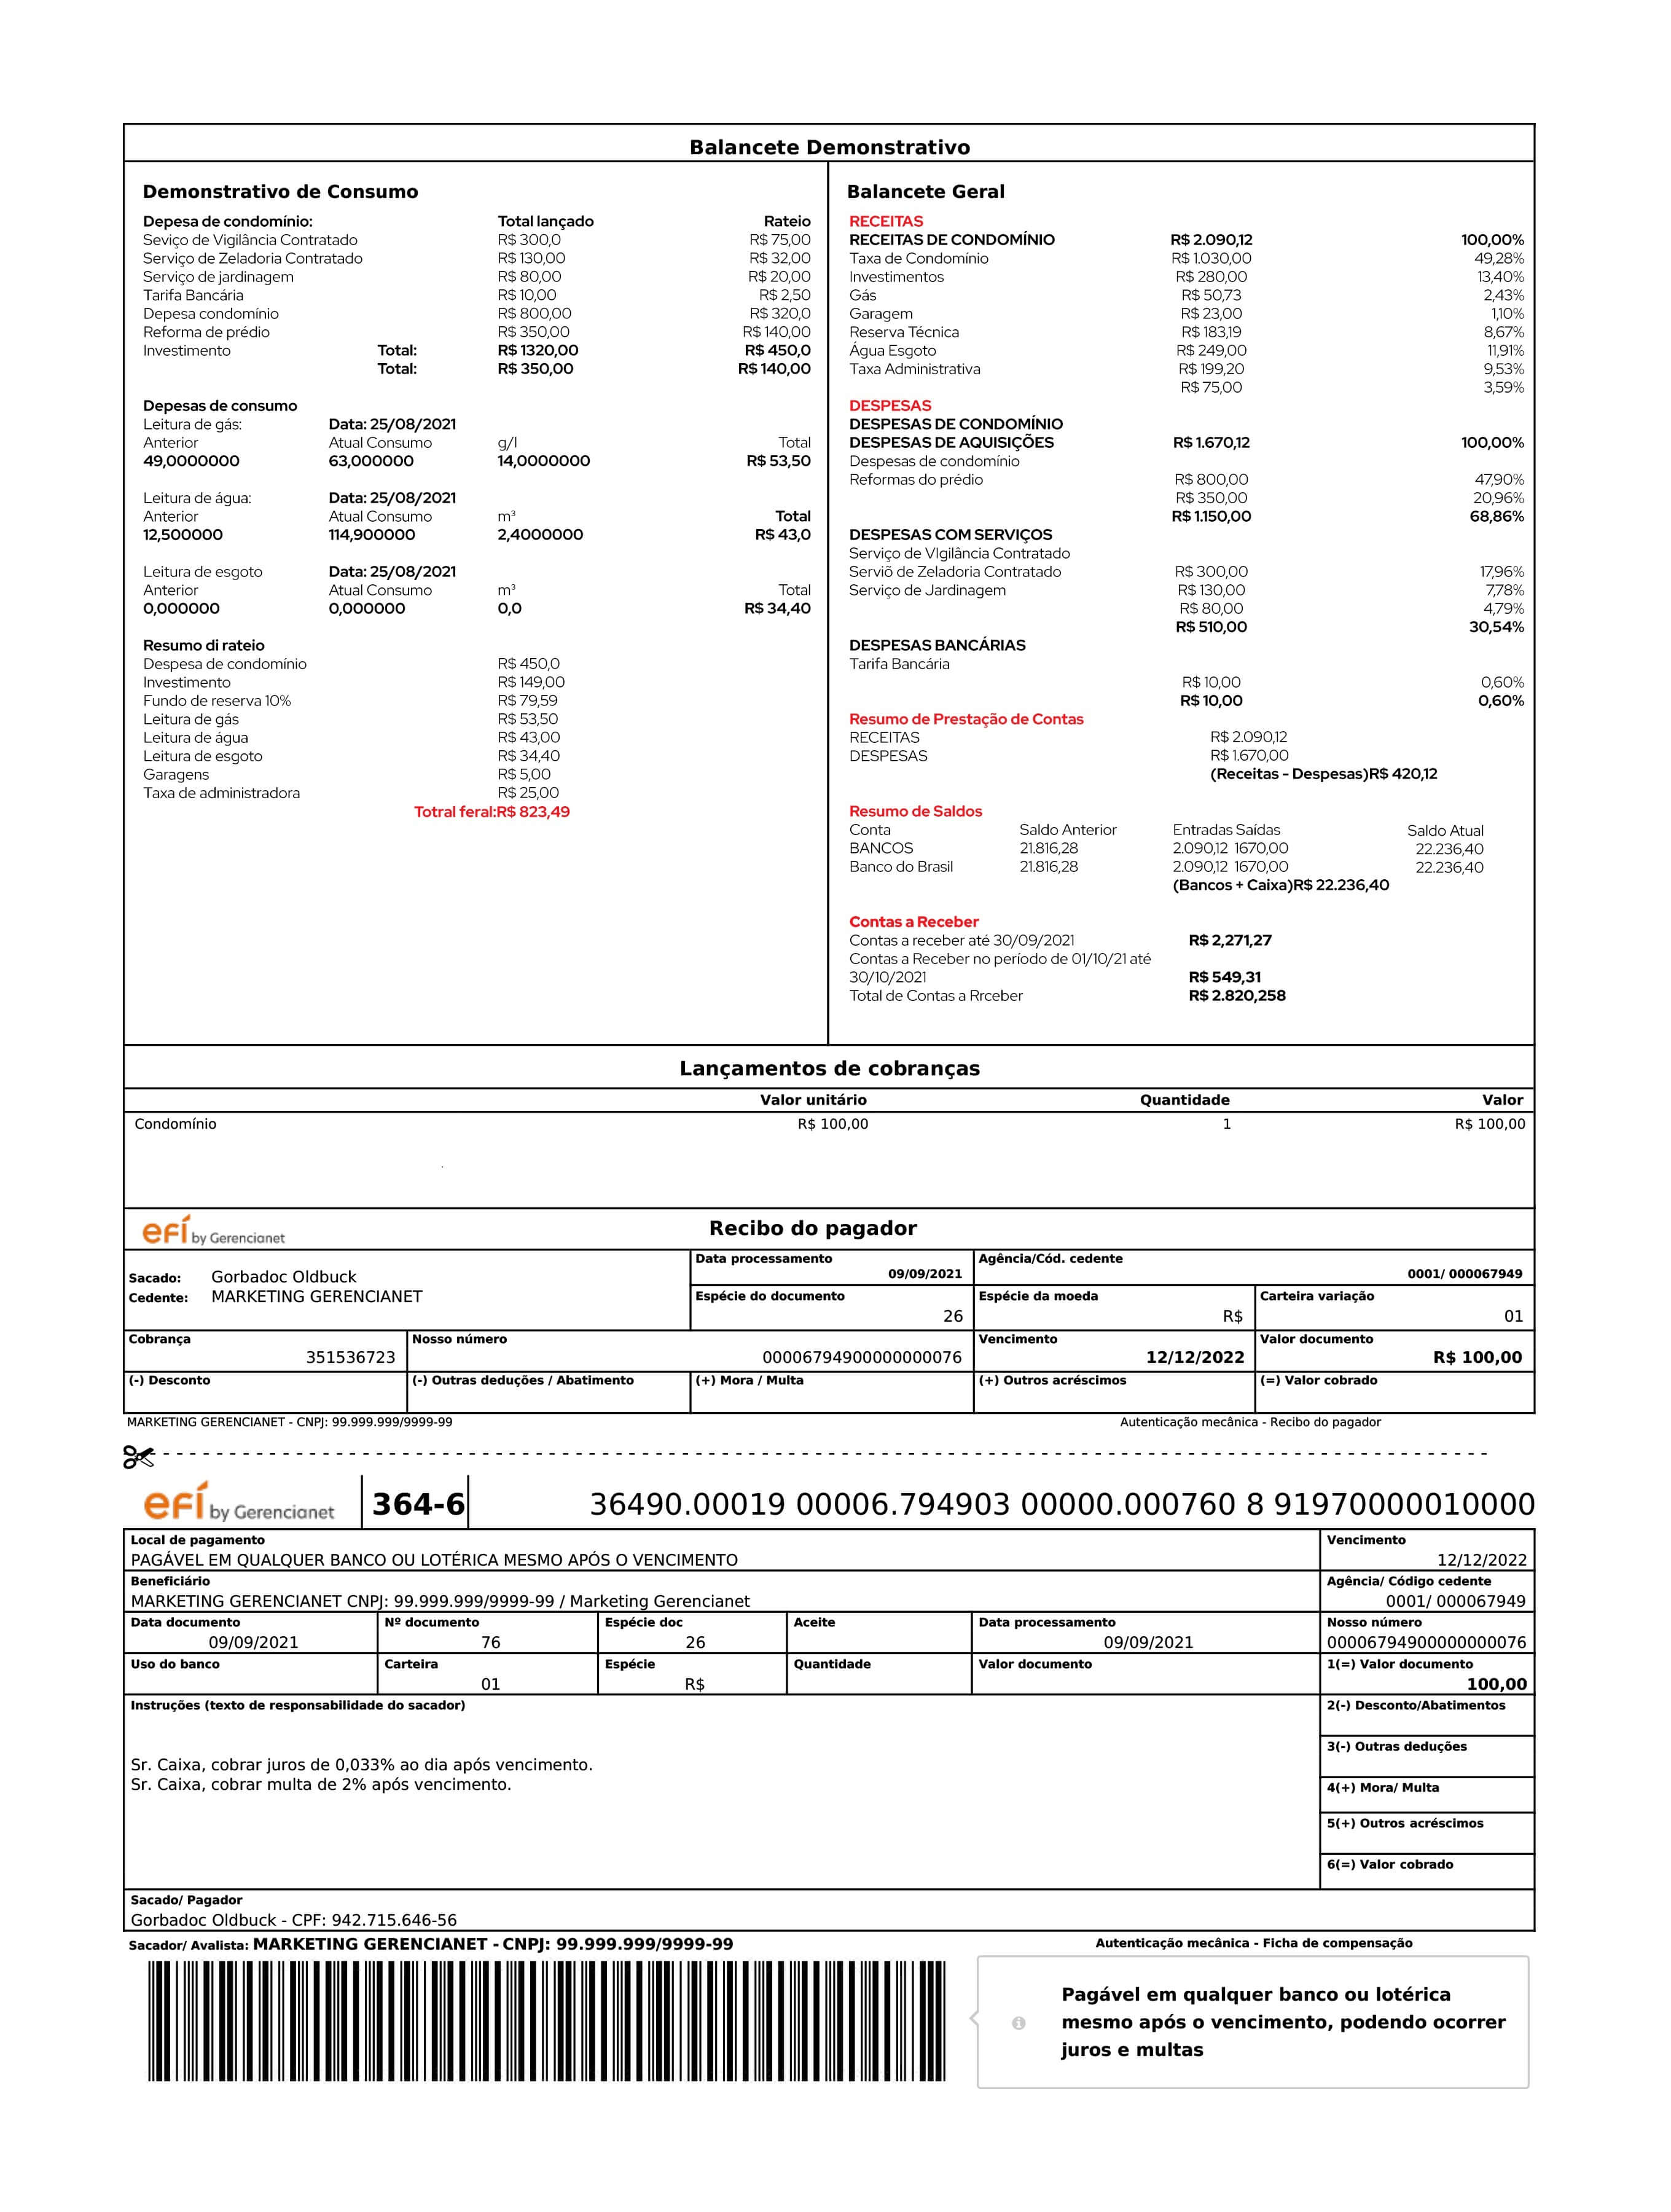 Balancete Demonstrativo
Demonstrativo de Consumo
Depesa de condomínio: Total lançado Rateio
Seviço de Vigilância Contratado R$ 300,0 R$ 75,00
Serviço de Zeladoria Contratado R$ 130,00 R$ 32,00
Serviço de jardinagem R$ 80,00 R$ 20,00
Tarifa Bancária R$ 10,00 R$ 2,50
Depesa condomínio R$ 800,00 R$ 320,0
Reforma de prédio R$ 350,00 R$ 140,00
Investimento Total: R$ 1320,00 R$ 450,0
Total: R$ 350,00 R$ 140,00
Depesas de consumo
Leitura de gás: Data: 25/08/2021
Anterior Atual Consumo g/l Total
49,0000000 63,000000 14,0000000 R$ 53,50
Leitura de água: Data: 25/08/2021
Anterior Atual Consumo m³ Total
12,500000 114,900000 2,4000000 R$ 43,0
Leitura de esgoto Data: 25/08/2021
Anterior Atual Consumo m³ Total
0,000000 0,000000 0,0 R$ 34,40
Resumo di rateio
Despesa de condomínio R$ 450,0
Investimento R$ 149,00
Fundo de reserva 10% R$ 79,59
Leitura de gás R$ 53,50
Leitura de água R$ 43,00
Leitura de esgoto R$ 34,40
Garagens R$ 5,00
Taxa de administradora R$ 25,00
Totral feral:R$ 823,49
Balancete Geral
RECEITAS
RECEITAS DE CONDOMÍNIO R$ 2.090,12 100,00%
Taxa de Condomínio R$ 1.030,00 49,28%
Investimentos R$ 280,00 13,40%
Gás R$ 50,73 2,43%
Garagem R$ 23,00 1,10%
Reserva Técnica R$ 183,19 8,67%
Água Esgoto R$ 249,00 11,91%
Taxa Administrativa R$ 199,20 9,53%
R$ 75,00 3,59%
DESPESAS
DESPESAS DE CONDOMÍNIO
DESPESAS DE AQUISIÇÕES R$ 1.670,12 100,00%
Despesas de condomínio
Reformas do prédio R$ 800,00 47,90%
R$ 350,00 20,96%
R$ 1.150,00 68,86%
DESPESAS COM SERVIÇOS
Serviço de VIgilância Contratado
Serviõ de Zeladoria Contratado R$ 300,00 17,96%
Serviço de Jardinagem R$ 130,00 7,78%
R$ 80,00 4,79%
R$ 510,00 30,54%
DESPESAS BANCÁRIAS
Tarifa Bancária
R$ 10,00 0,60%
R$ 10,00 0,60%
Resumo de Prestação de Contas
RECEITAS R$ 2.090,12
DESPESAS R$ 1.670,00
(Receitas - Despesas)R$ 420,12
Resumo de Saldos
Conta Saldo Anterior Entradas Saídas Saldo Atual
BANCOS 21.816,28 2.090,12 1670,00 22.236,40
Banco do Brasil 21.816,28 2.090,12 1670,00 22.236,40
(Bancos + Caixa)R$ 22.236,40
Contas a Receber
Contas a receber até 30/09/2021 R$ 2,271,27
Contas a Receber no período de 01/10/21 até
30/10/2021 R$ 549,31
Total de Contas a Rrceber R$ 2.820,258
Lançamentos de cobranças
Valor unitário Quantidade Valor
Condomínio R$ 100,00 1 R$ 100,00
efí by Gerencianet Recibo do pagador
Data processamento Agência/Cód. cedente
09/09/2021 0001/ 000067949
Sacado: Gorbadoc Oldbuck
Cedente: MARKETING GERENCIANET
Espécie do documento Espécie da moeda Carteira variação
26 R$ 01
Cobrança Nosso número Vencimento Valor documento
351536723 00006794900000000076 12/12/2022 R$ 100,00
(-) Desconto (-) Outras deduções / Abatimento (+) Mora / Multa (+) Outros acréscimos (=) Valor cobrado
MARKETING GERENCIANET - CNPJ: 99.999.999/9999-99 Autenticação mecânica - Recibo do pagador
efí by Gerencianet 364-6 36490.00019 00006.794903 00000.000760 8 91970000010000
Local de pagamento Vencimento
PAGÁVEL EM QUALQUER BANCO OU LOTÉRICA MESMO APÓS O VENCIMENTO 12/12/2022
Beneficiário Agência/ Código cedente
MARKETING GERENCIANET CNPJ: 99.999.999/9999-99 / Marketing Gerencianet 0001/ 000067949
Data documento Nº documento Espécie doc Aceite Data processamento Nosso número
09/09/2021 76 26 09/09/2021 00006794900000000076
Uso do banco Carteira Espécie Quantidade Valor documento 1(=) Valor documento
01 R$ 100,00
Instruções (texto de responsabilidade do sacador) 2(-) Desconto/Abatimentos
3(-) Outras deduções
Sr. Caixa, cobrar juros de 0,033% ao dia após vencimento.
Sr. Caixa, cobrar multa de 2% após vencimento.
4(+) Mora/ Multa
5(+) Outros acréscimos
6(=) Valor cobrado
Sacado/ Pagador
Gorbadoc Oldbuck - CPF: 942.715.646-56
Sacador/ Avalista: MARKETING GERENCIANET - CNPJ: 99.999.999/9999-99 Autenticação mecânica - Ficha de compensação
Pagável em qualquer banco ou lotérica
mesmo após o vencimento, podendo ocorrer
juros e multas